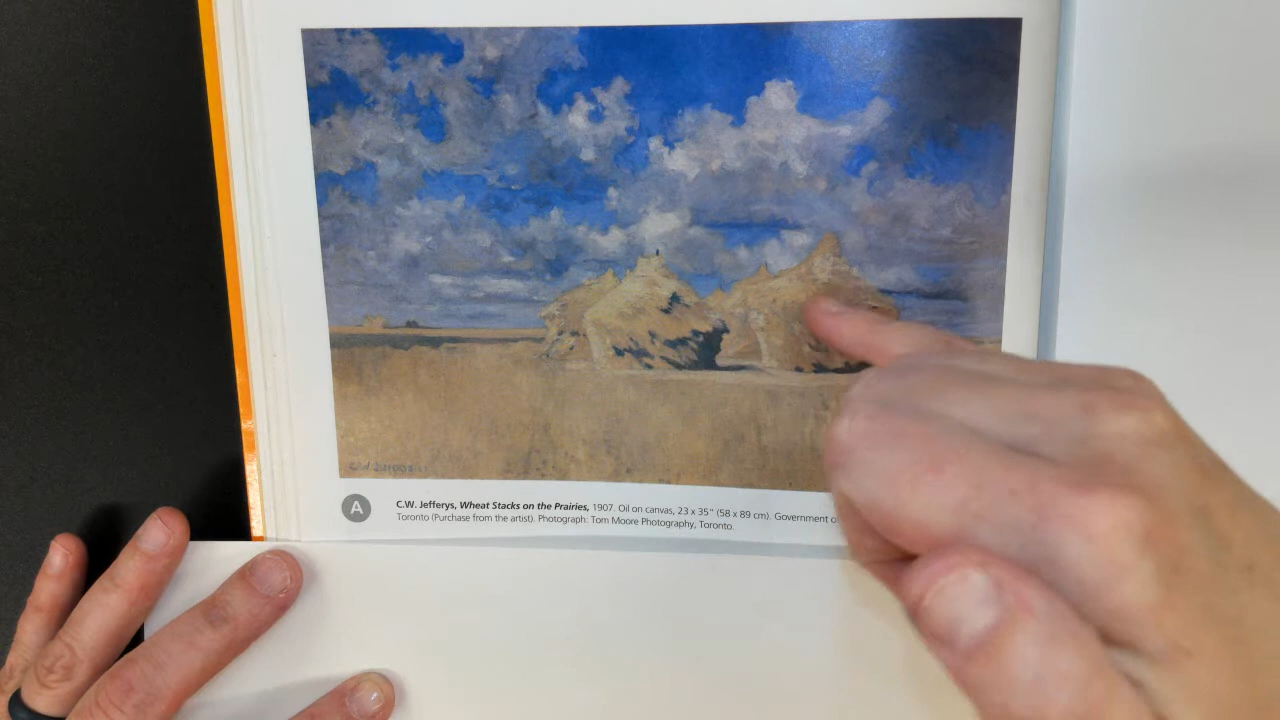 A
C.W. Jefferys, Wheat Stacks on the Prairies, 1907. Oil on canvas, 23 x 35" (58 x 89 cm). Government
Toronto (Purchase from the artist). Photograph: Tom Moore Photography, Toronto.